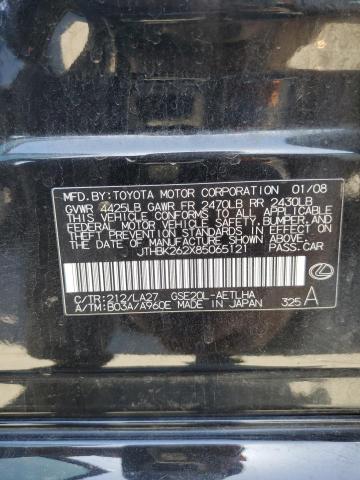 MFD. BY: TOYOTA MOTOR CORPORATION 01/08
GVWR 4425LB GAWR FR 2470LB RR 2430LB
THIS VEHICLE CONFORMS TO ALL APPLICABLE
FEDERAL MOTOR VEHICLE SAFETY, BUMPER, AND
THEFT PREVENTION STANDARDS IN EFFECT ON
THE DATE OF MANUFACTURE SHOWN ABOVE.
JTHBK262X85065121 PASS.CAR
C/TR:212/LA27 GSE20L-AETLHA
A/TM:B03A/A960E MADE IN JAPAN 325 A